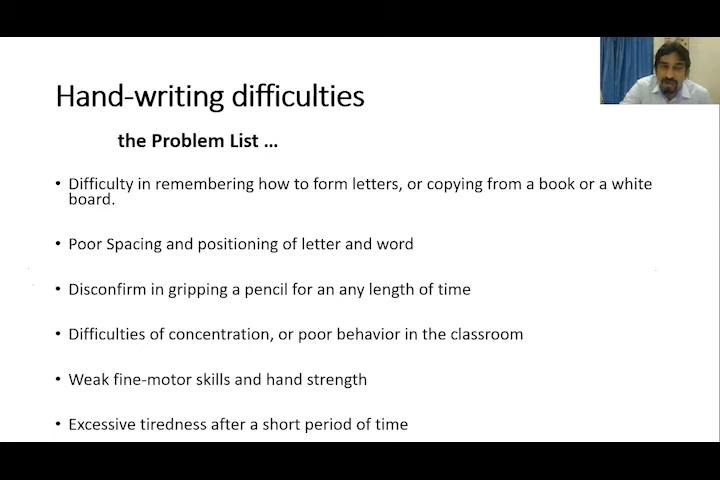 Hand-writing difficulties
the Problem List ...
• Difficulty in remembering how to form letters, or copying from a book or a white
board.
• Poor Spacing and positioning of letter and word
• Disconfirm in gripping a pencil for an any length of time
• Difficulties of concentration, or poor behavior in the classroom
• Weak fine-motor skills and hand strength
• Excessive tiredness after a short period of time